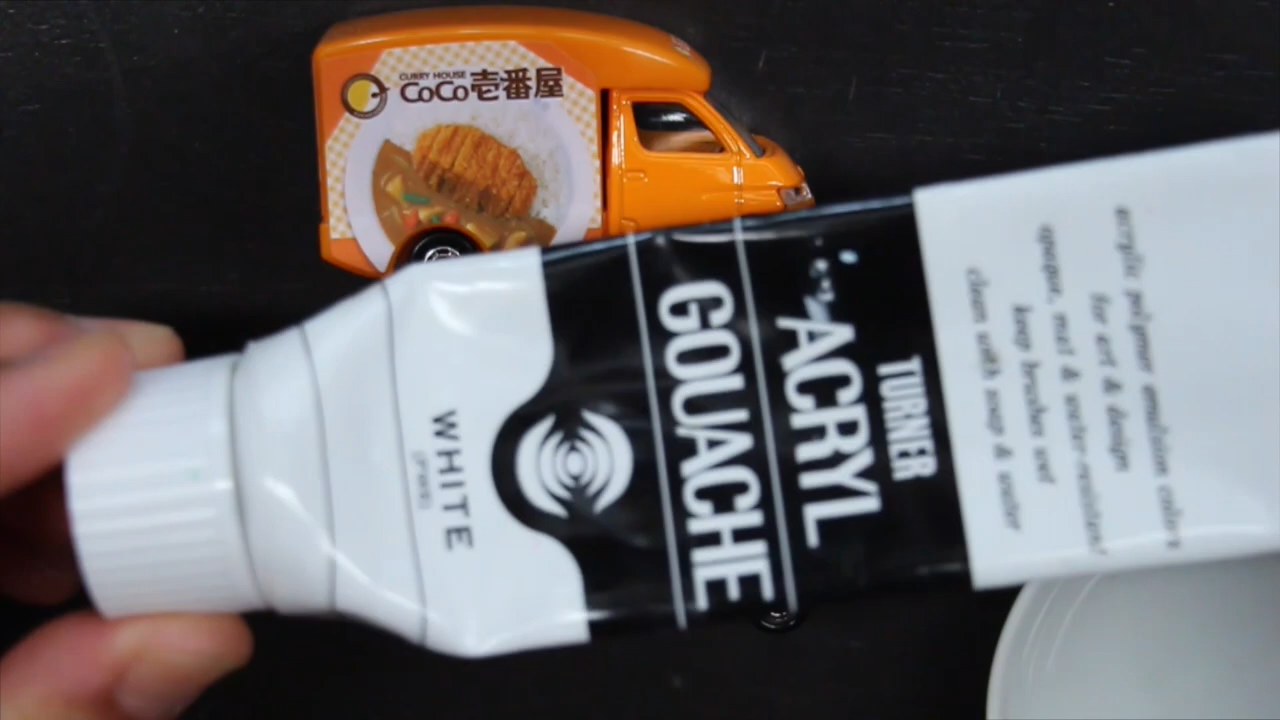 CURRY HOUSE
CoCo壱番屋
TURNER
ACRYL
GOUACHE
WHITE
acrylic polymer emulsion colors
for art & design
opaque, mat & water-resistant
keep brushes wet
clean with soap & water